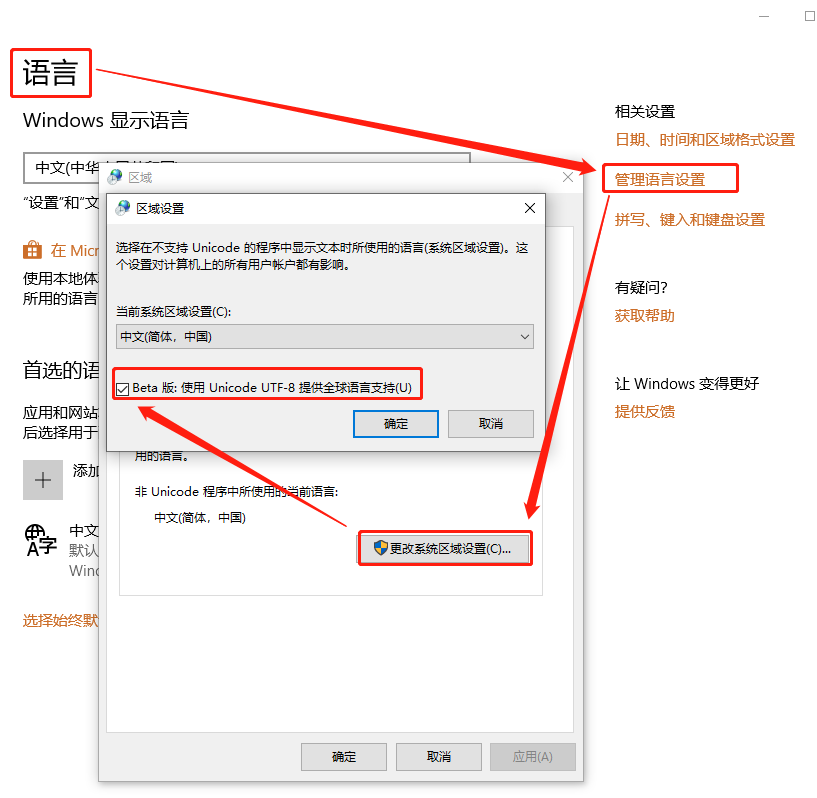 语言
Windows 显示语言
中文(中华
"设置"和"文
在 Micr
使用本地体
所用的语言
首选的语
应用和网站
后选择用于
添加
中文
默认
Wind
选择始终默
区域
区域设置
选择在不支持 Unicode 的程序中显示文本时所使用的语言(系统区域设置)。这
个设置对计算机上的所有用户帐户都有影响。
当前系统区域设置(C):
中文(简体，中国)
Beta 版: 使用 Unicode UTF-8 提供全球语言支持(U)
确定
取消
用的语言。
非 Unicode 程序中所使用的当前语言:
中文(简体，中国)
更改系统区域设置(C)...
确定
取消
应用(A)
相关设置
日期、时间和区域格式设置
管理语言设置
拼写、键入和键盘设置
有疑问?
获取帮助
让 Windows 变得更好
提供反馈